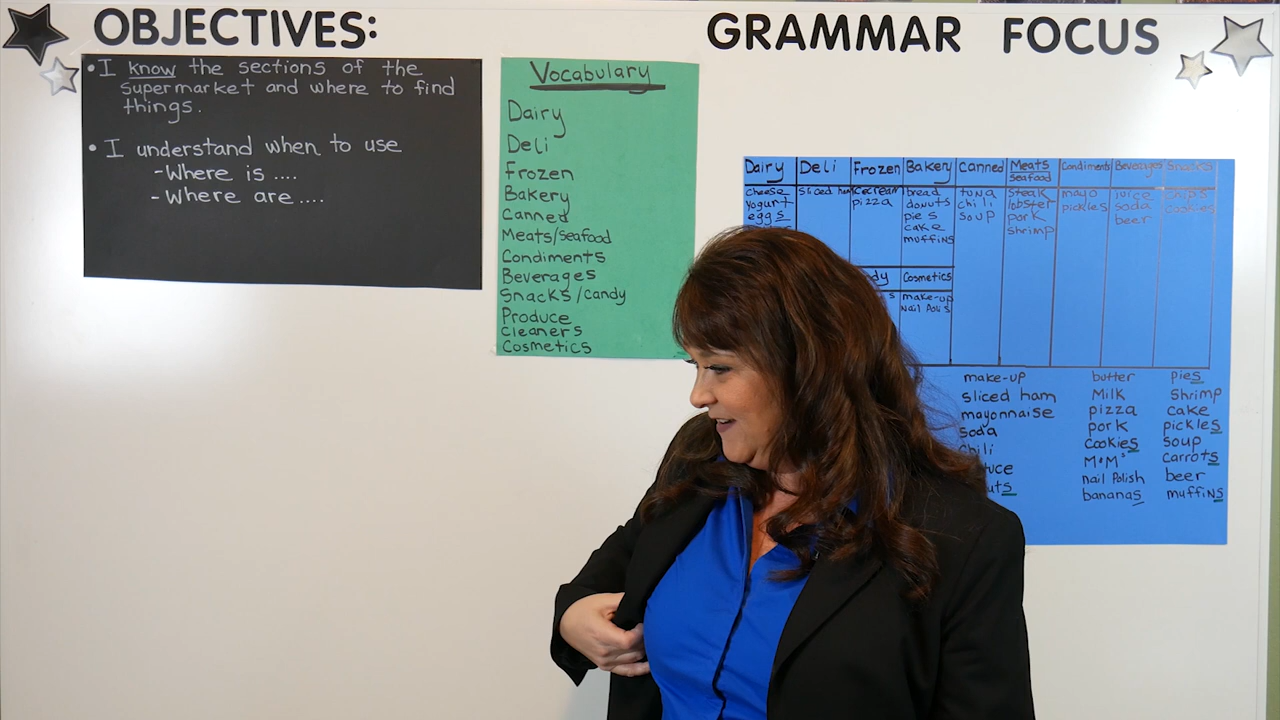 OBJECTIVES:
• I know the sections of the
supermarket and where to find
things.
• I understand when to use
-Where is ....
-Where are ....
Vocabulary
Dairy
Deli
Frozen
Bakery
Canned
Meats/seafood
Condiments
Beverages
Snacks/candy
Produce
Cleaners
Cosmetics
GRAMMAR FOCUS
Dairy Deli Frozen Bakery Canned Meats Condiments Beverages Snacks
seafood
cheese sliced ham icecream bread tuna steak mayo juice chips
yogurt pizza donuts chili lobster pickles soda cookies
eggs pies soup pork beer
cake shrimp
muffins
Cosmetics
make-up
make-up butter pies
sliced ham Milk Shrimp
mayonnaise pizza cake
soda pork pickles
chili cookies soup
M&M's carrots
nail Polish beer
bananas muffins